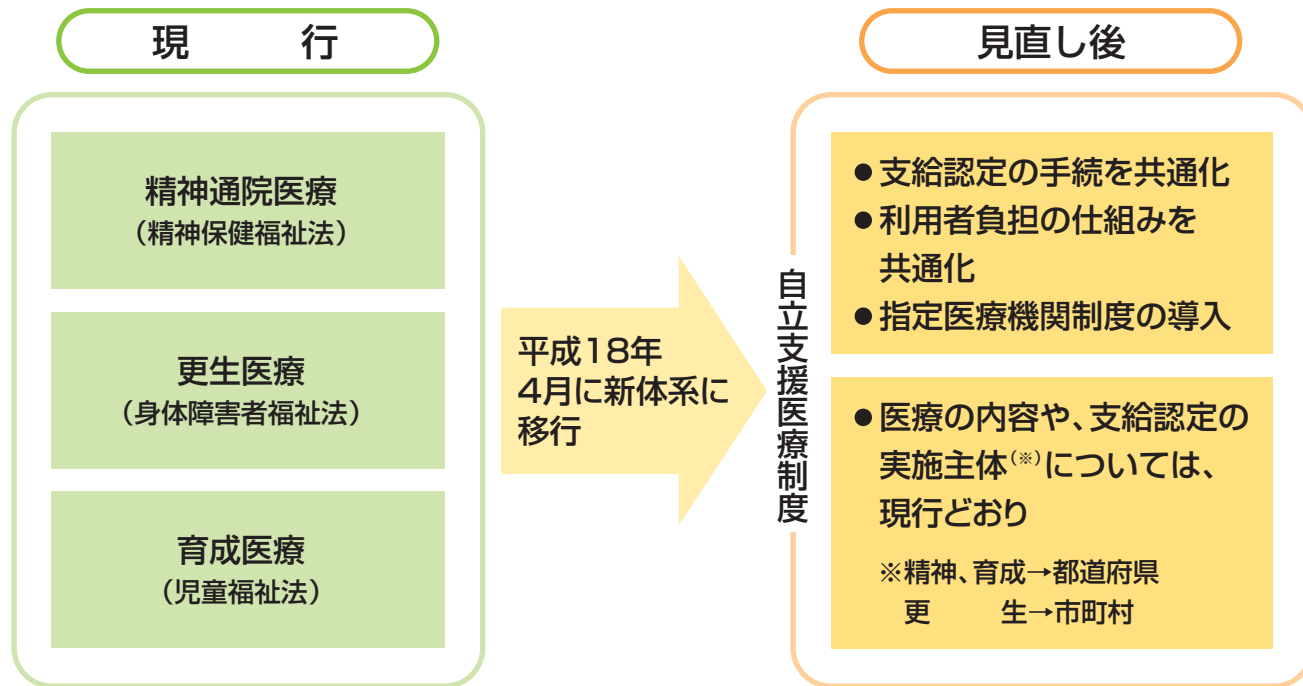 現　　　行
精神通院医療
（精神保健福祉法）
更生医療
（身体障害者福祉法）
育成医療
（児童福祉法）
平成18年
4月に新体系に
移行
見直し後
自立支援医療制度
●支給認定の手続を共通化
●利用者負担の仕組みを
共通化
●指定医療機関制度の導入
●医療の内容や、支給認定の
実施主体（※）については、
現行どおり
※精神、育成→都道府県
更　　　生→市町村